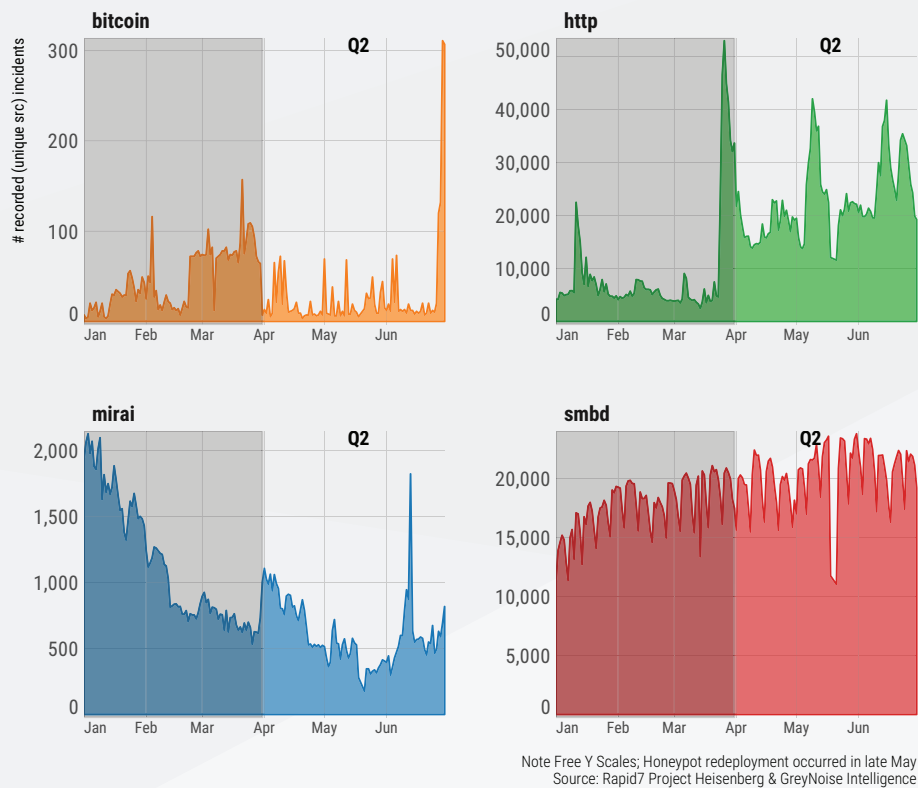 bitcoin
http
# recorded (unique src) incidents
300
200
100
0
Q2
Jan Feb Mar Apr May Jun
50,000
40,000
30,000
20,000
10,000
0
Q2
Jan Feb Mar Apr May Jun
mirai
smbd
2,000
1,500
1,000
500
0
Q2
Jan Feb Mar Apr May Jun
20,000
15,000
10,000
5,000
0
Q2
Jan Feb Mar Apr May Jun
Note Free Y Scales; Honeypot redeployment occurred in late May
Source: Rapid7 Project Heisenberg & GreyNoise Intelligence